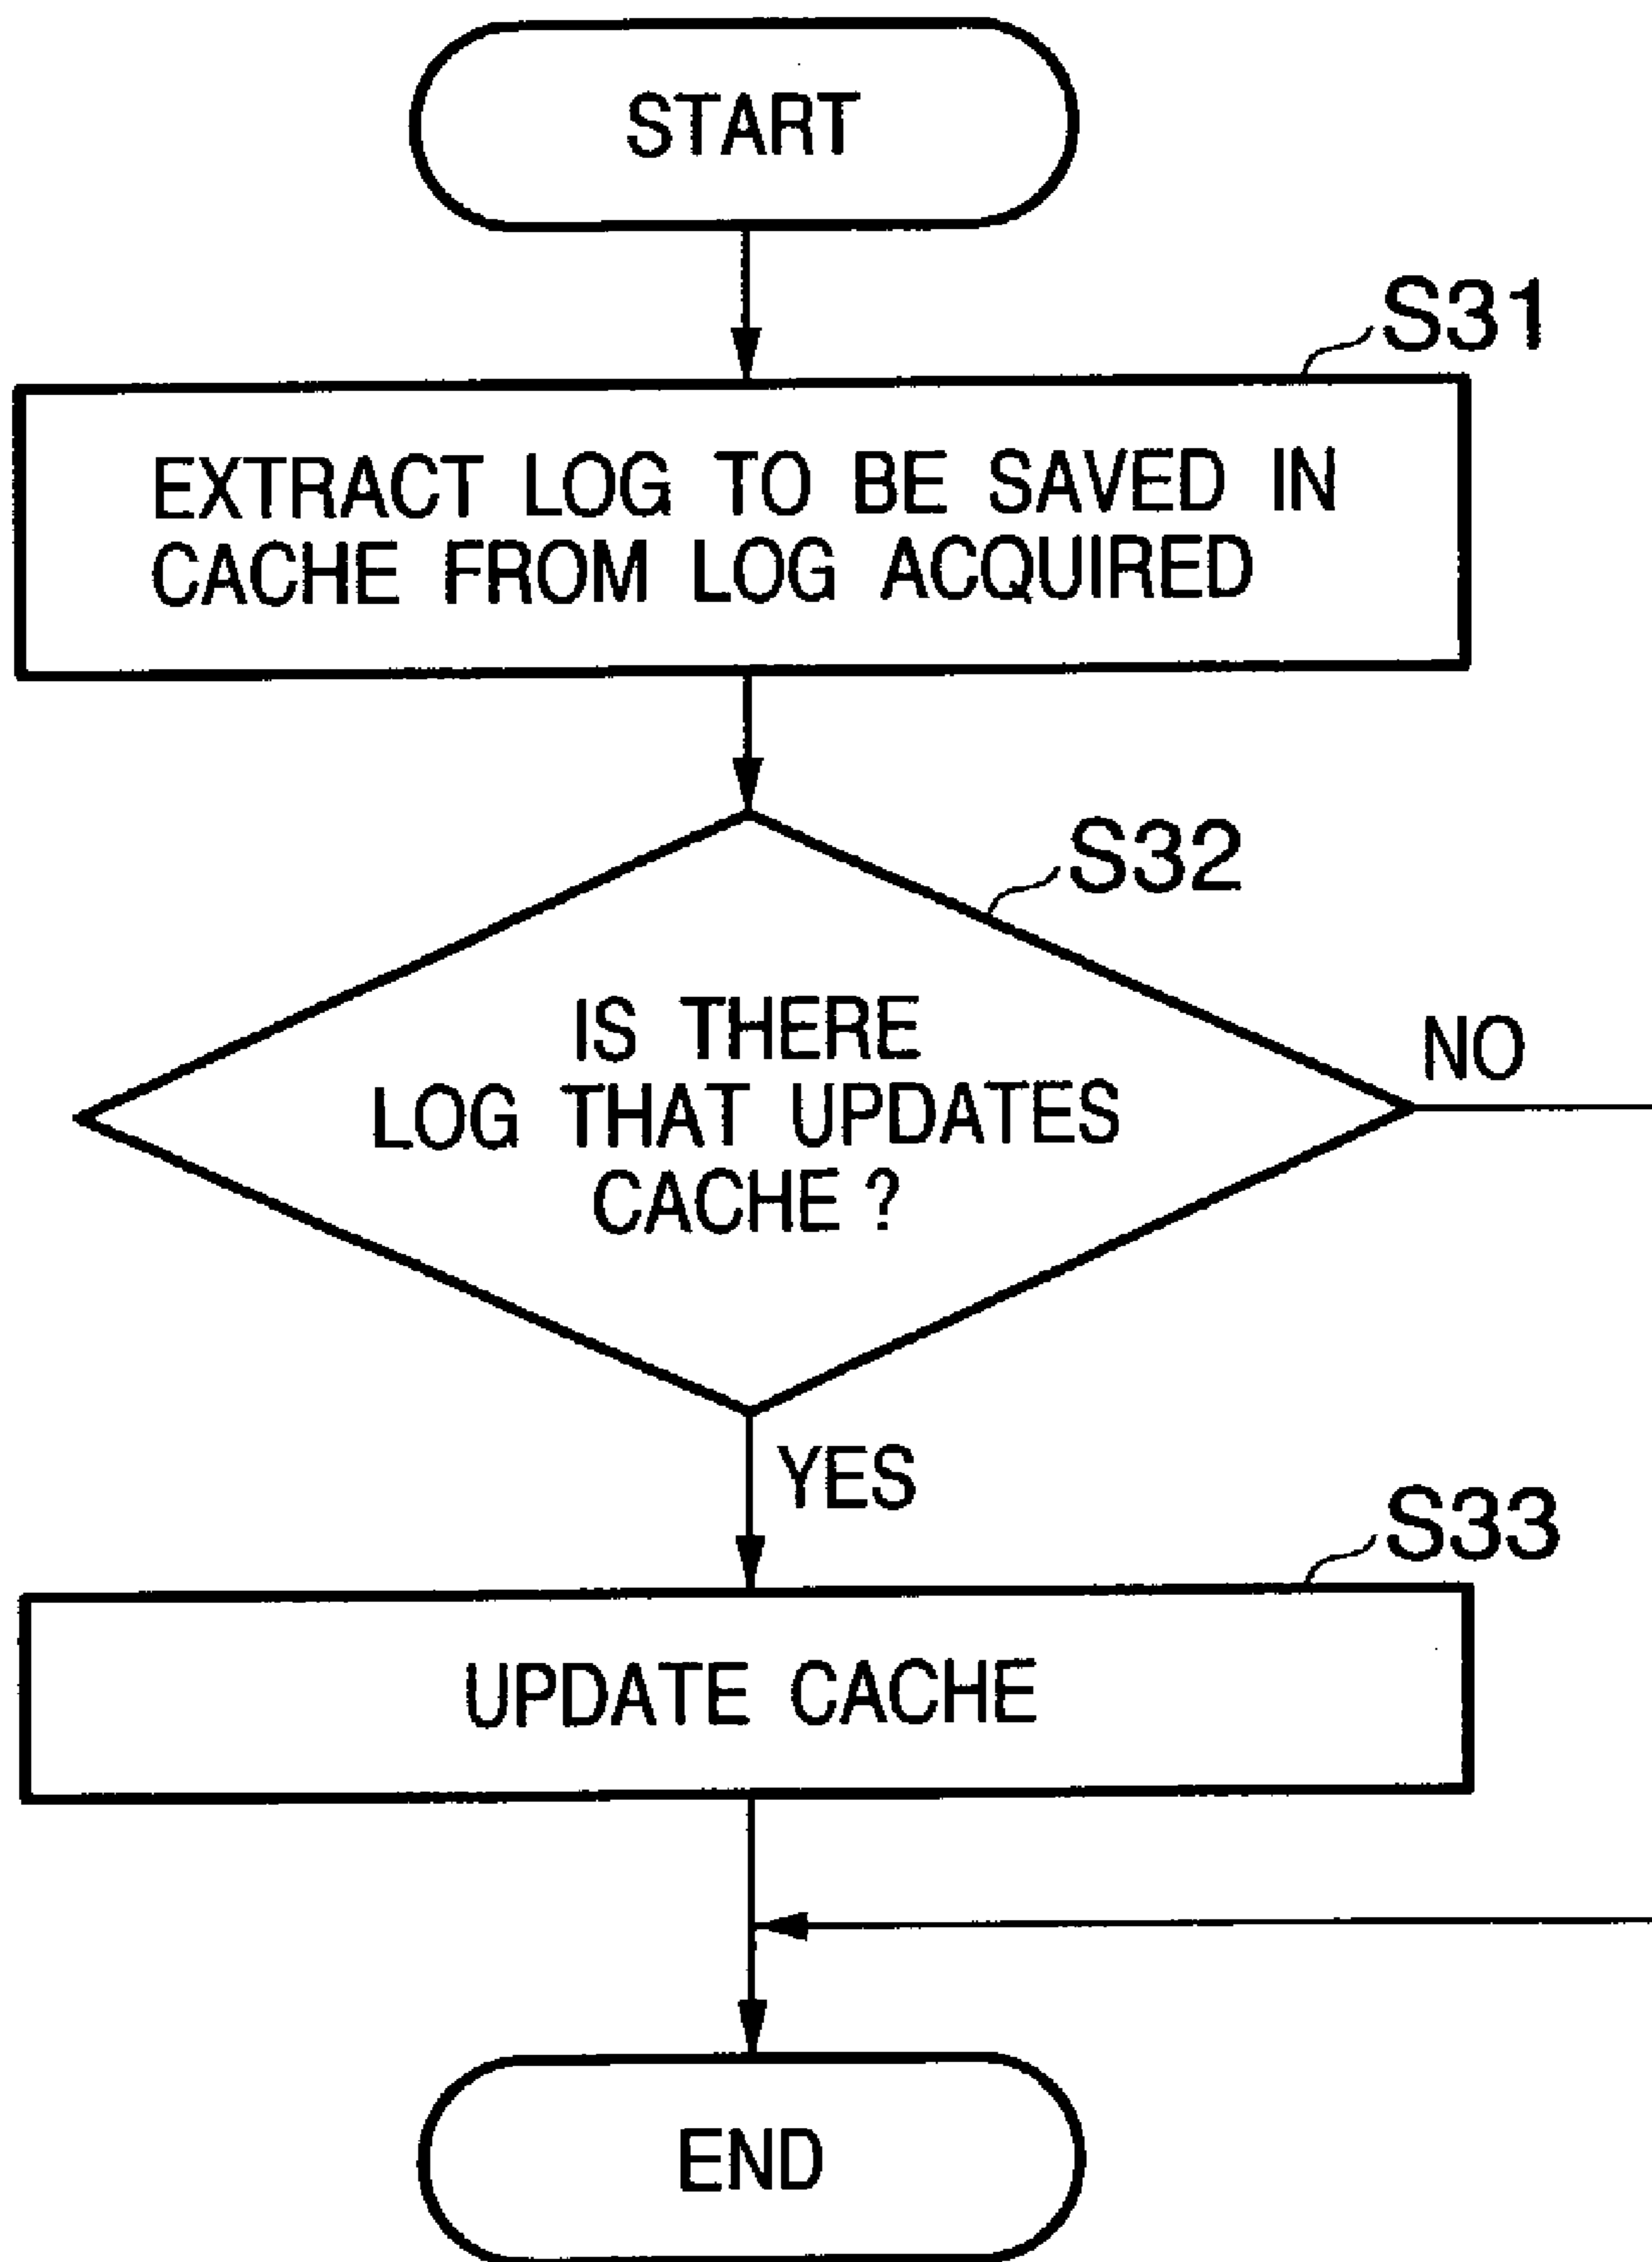 START
S31
EXTRACT LOG TO BE SAVED IN
CACHE FROM LOG ACQUIRED
S32
IS THERE
LOG THAT UPDATES
CACHE ?
NO
YES
S33
UPDATE CACHE
END